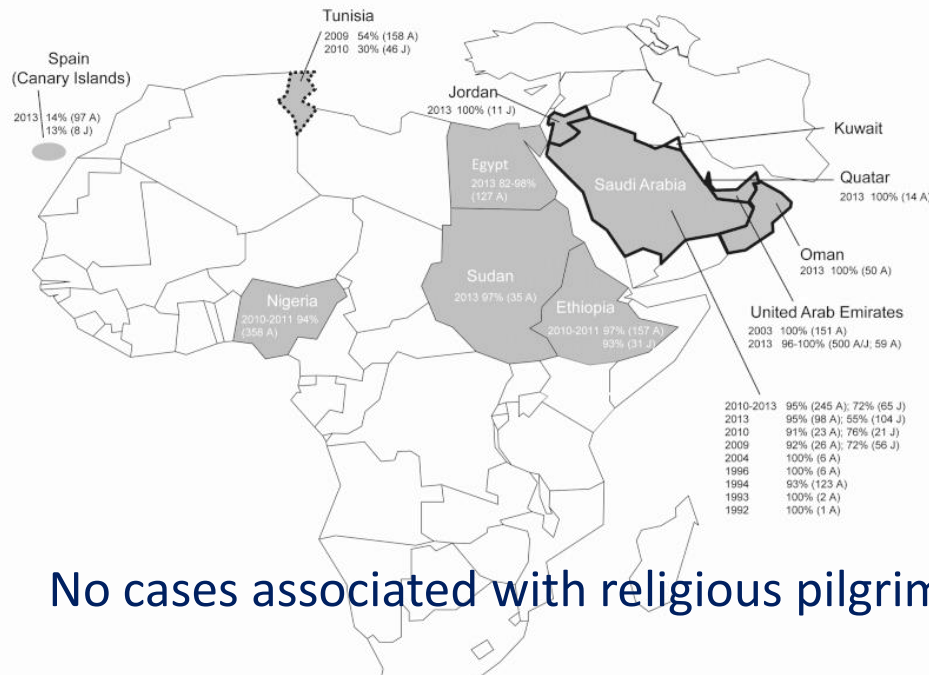 Tunisia
2009 54% (158 A)
2010 30% (46 J)
Spain
(Canary Islands)
2013 14% (97 A)
13% (8 J)
Jordan
2013 100% (11 J)
Kuwait
Egypt
2013 82-98%
(127 A)
Saudi Arabia
Quatar
2013 100% (14 A)
Oman
2013 100% (50 A)
Sudan
2013 97% (35 A)
Nigeria
2010-2011 94%
(358 A)
Ethiopia
2010-2011 97% (157 A)
93% (31 J)
United Arab Emirates
2003 100% (151 A)
2013 96-100% (500 A/J; 59 A)
2010-2013 95% (245 A); 72% (65 J)
2013 95% (98 A); 55% (104 J)
2010 91% (23 A); 76% (21 J)
2009 92% (26 A); 72% (56 J)
2004 100% (6 A)
1996 100% (6 A)
1994 93% (123 A)
1993 100% (2 A)
1992 100% (1 A)
No cases associated with religious pilgrim